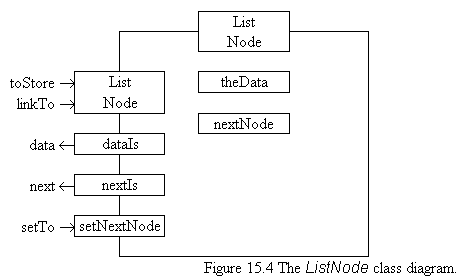 List
Node
toStore
linkTo
List
Node
theData
nextNode
data
dataIs
next
nextIs
setTo
setNextNode
Figure 15.4 The ListNode class diagram.